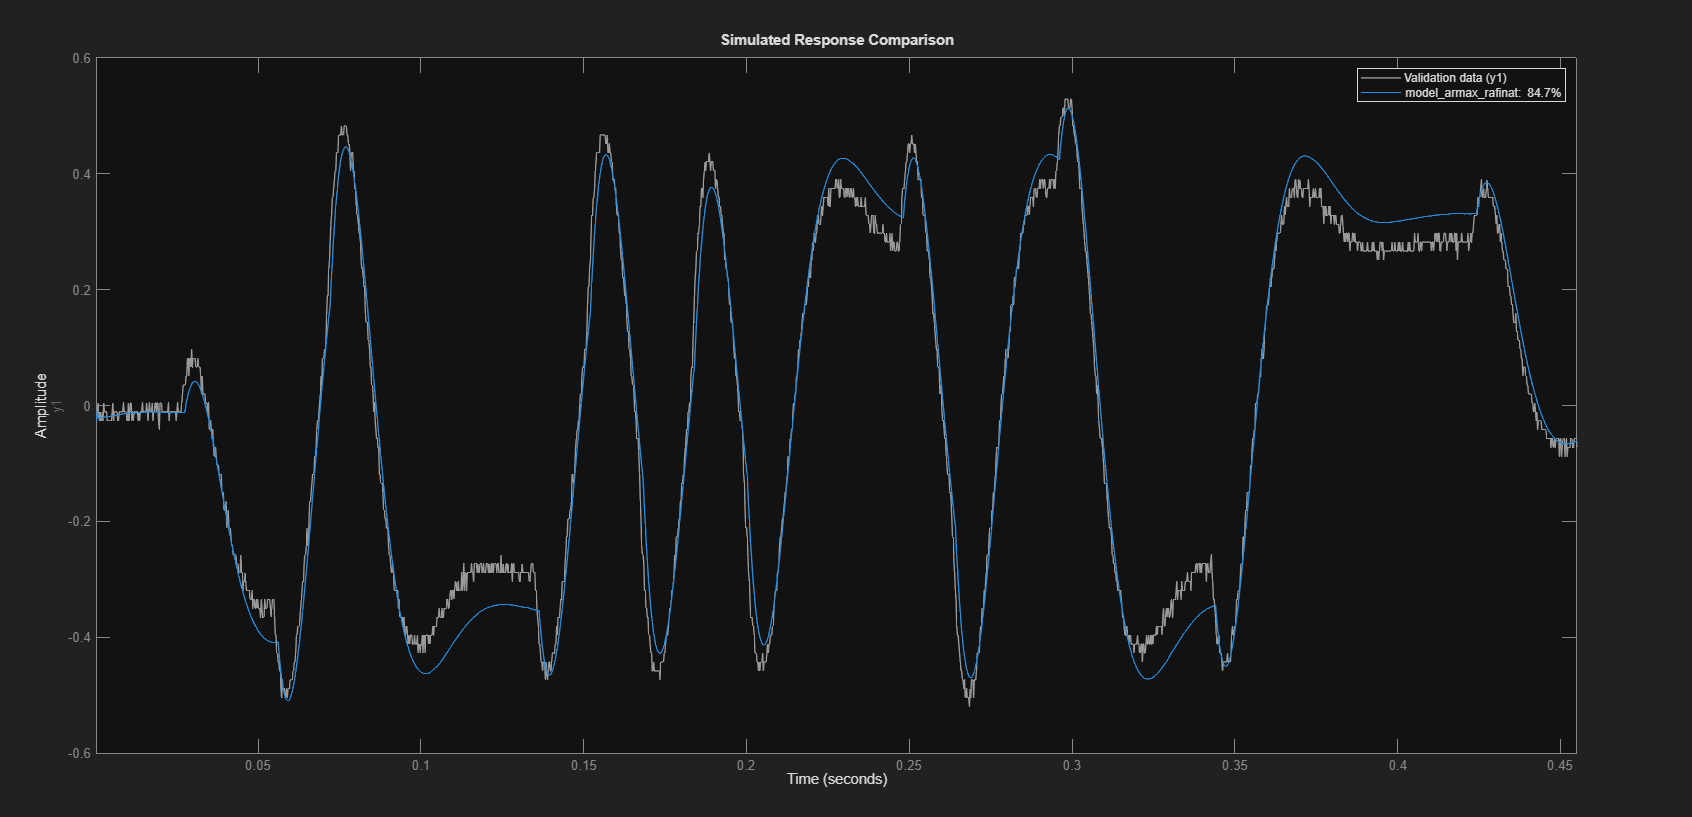 Simulated Response Comparison
Validation data (y1)
model_armax_rafinat: 84.7%
0.6
0.4
0.2
0
-0.2
-0.4
-0.6
Amplitude
y1
0.05
0.1
0.15
0.2
0.25
0.3
0.35
0.4
0.45
Time (seconds)